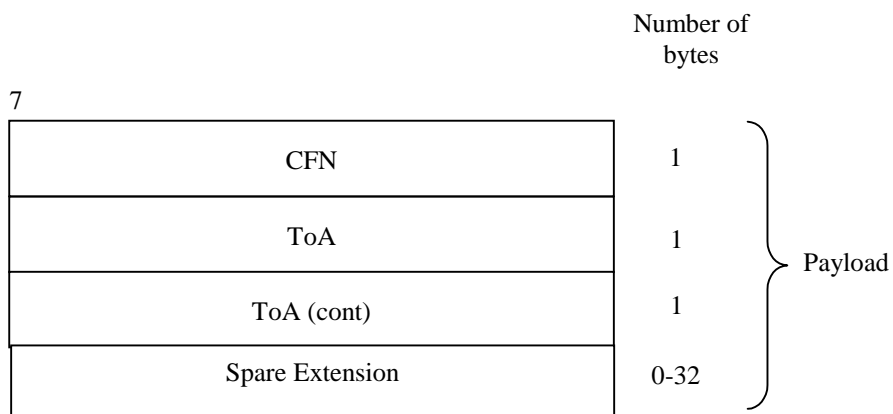 Number of
bytes
7
CFN
1
ToA
1
Payload
ToA (cont)
1
Spare Extension
0-32